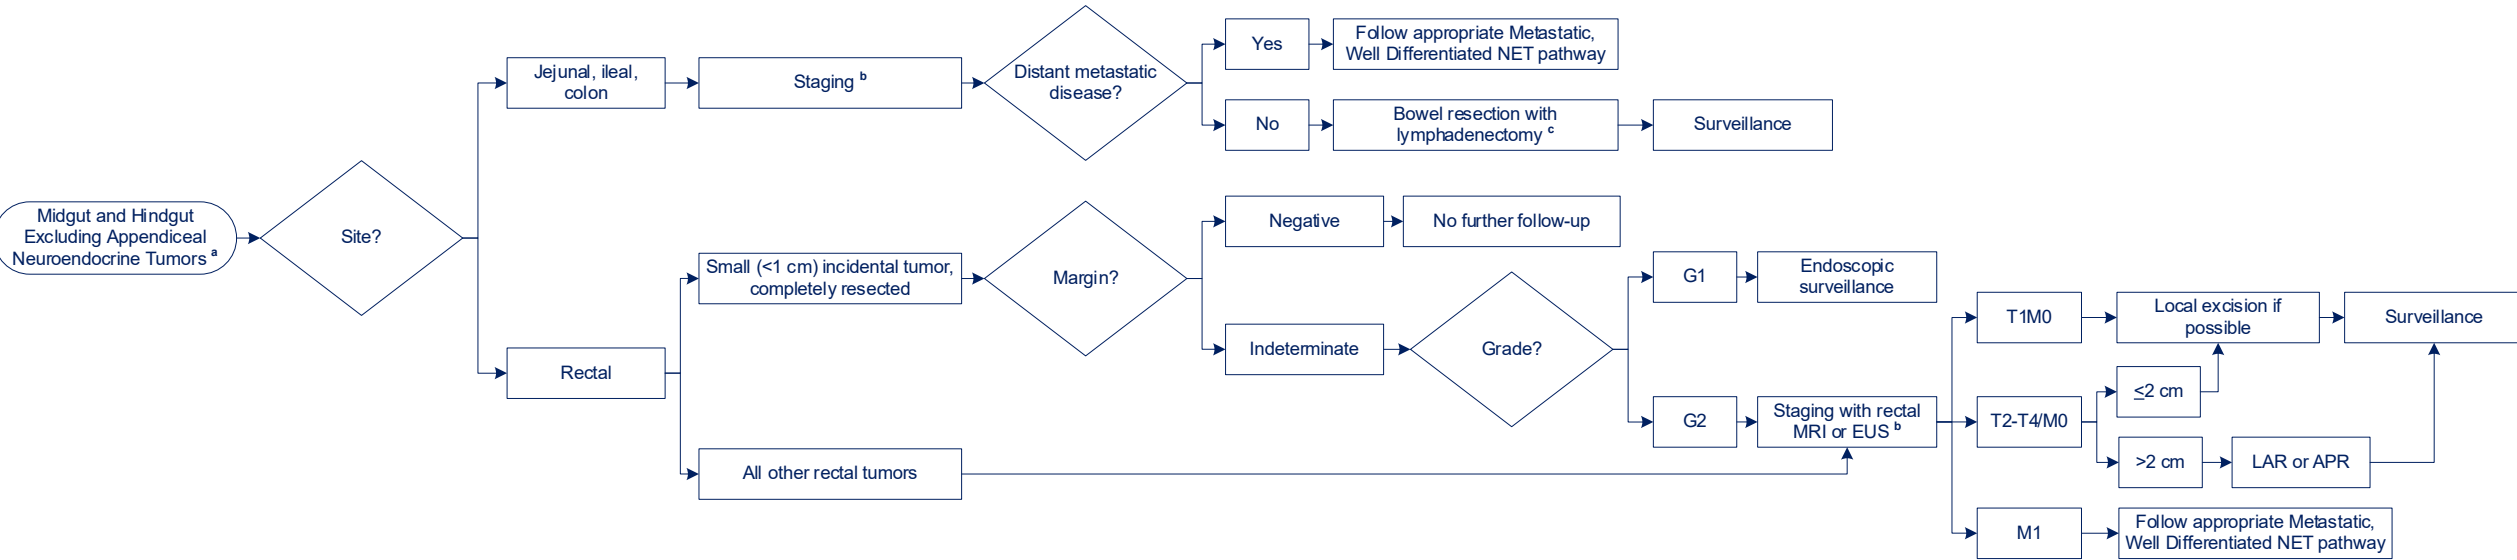 Midgut and Hindgut
Excluding Appendiceal
Neuroendocrine Tumors a
Site?
Jejunal, ileal,
colon
Staging b
Distant metastatic
disease?
Yes
Follow appropriate Metastatic,
Well Differentiated NET pathway
No
Bowel resection with
lymphadenectomy c
Surveillance
Rectal
Small (<1 cm) incidental tumor,
completely resected
Margin?
Negative
No further follow-up
Indeterminate
Grade?
G1
Endoscopic
surveillance
G2
Staging with rectal
MRI or EUS b
All other rectal tumors
T1M0
Local excision if
possible
Surveillance
T2-T4/M0
≤2 cm
>2 cm
LAR or APR
M1
Follow appropriate Metastatic,
Well Differentiated NET pathway